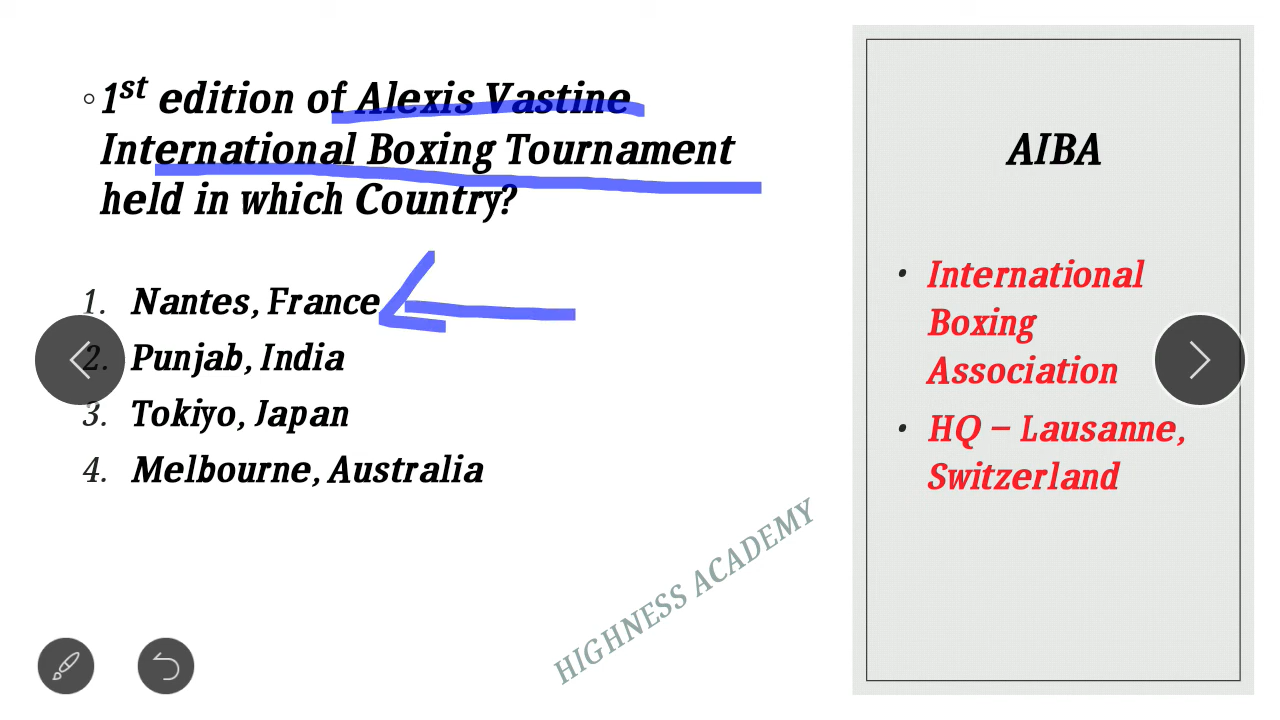 1st edition of Alexis Vastine
International Boxing Tournament
held in which Country?
1. Nantes, France
2. Punjab, India
3. Tokiyo, Japan
4. Melbourne, Australia
HIGHNESS ACADEMY
AIBA
• International
Boxing
Association
• HQ – Lausanne,
Switzerland